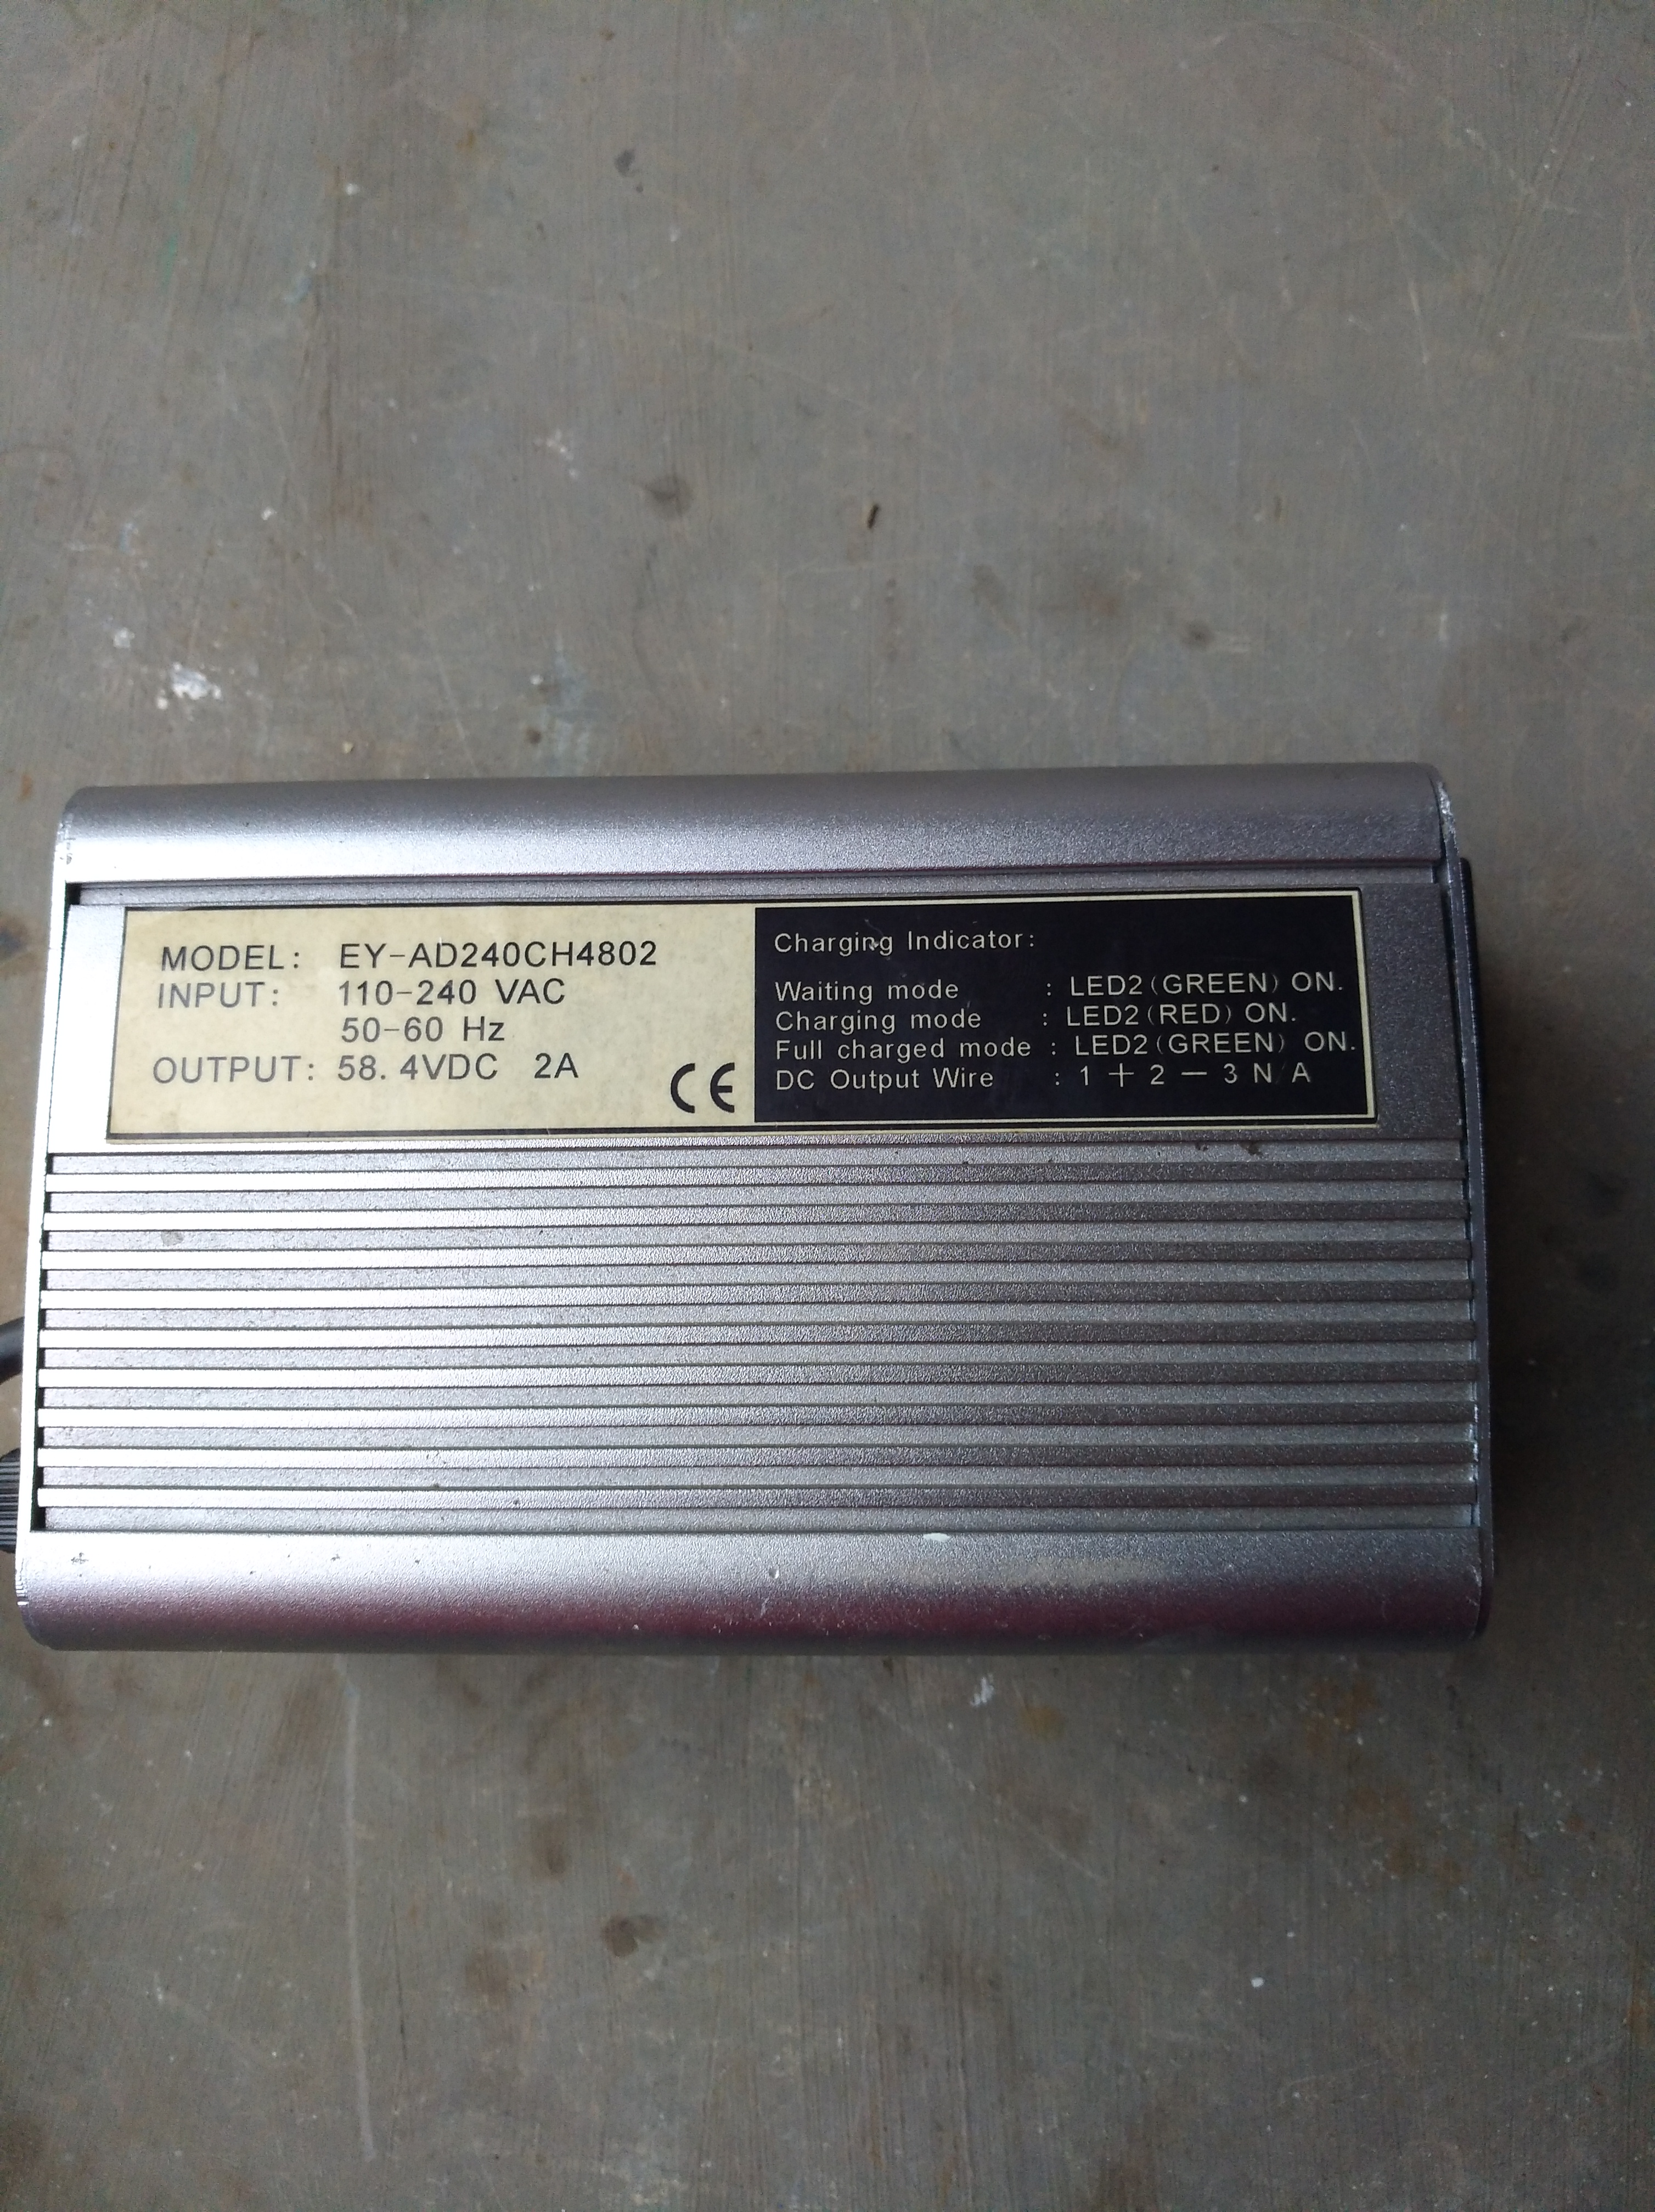 MODEL: EY-AD240CH4802
INPUT: 110-240 VAC
50-60 Hz
OUTPUT: 58.4VDC 2A
CE
Charging Indicator:
Waiting mode : LED2(GREEN) ON.
Charging mode : LED2(RED) ON.
Full charged mode : LED2(GREEN) ON.
DC Output Wire : 1 + 2 — 3 N/A